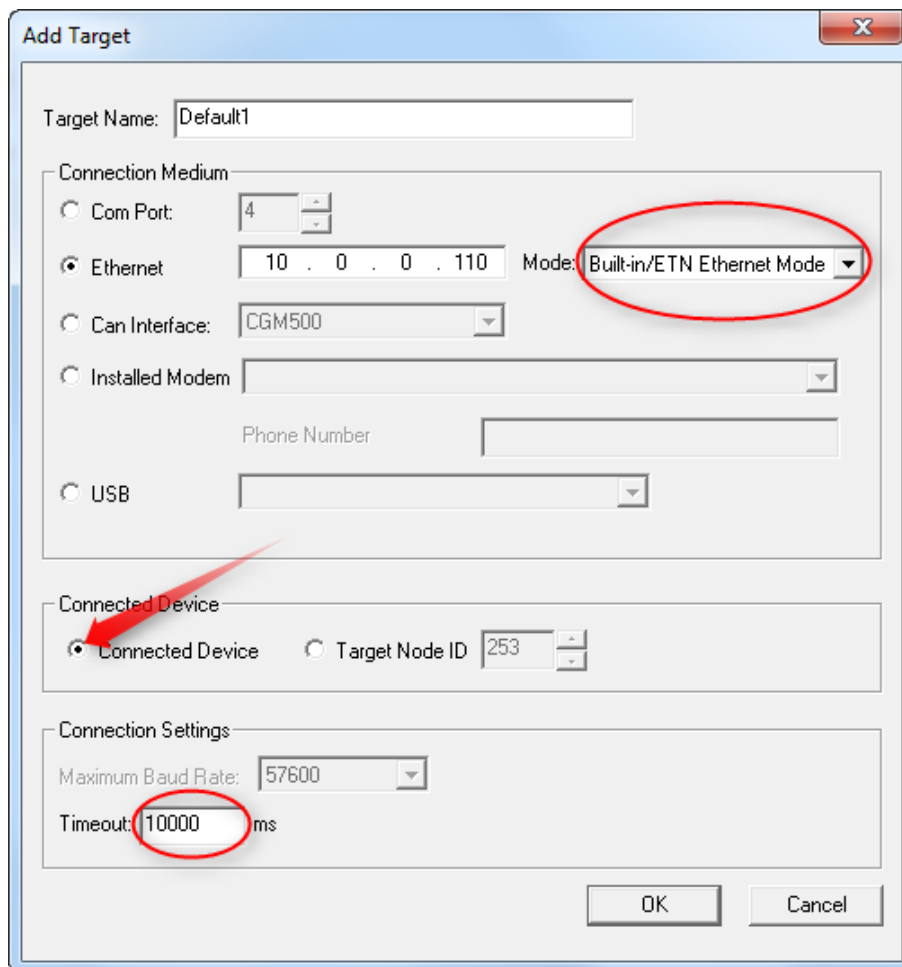 Add Target
Target Name: Default1
Connection Medium
Com Port: 4
Ethernet 10 . 0 . 0 . 110 Mode: Built-in/ETN Ethernet Mode
Can Interface: CGM500
Installed Modem
Phone Number
USB
Connected Device
Connected Device Target Node ID 253
Connection Settings
Maximum Baud Rate: 57600
Timeout: 10000 ms
OK Cancel